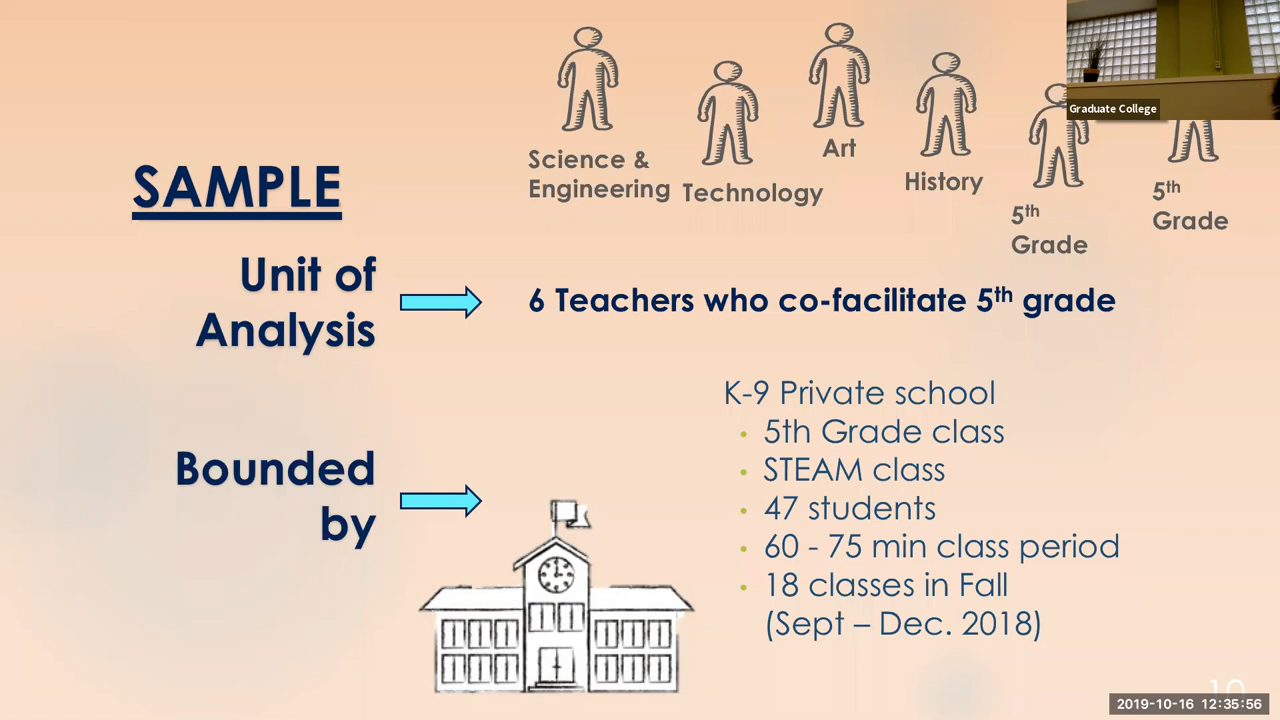 Graduate College
Science &
Engineering
Technology
Art
History
5th
Grade
5th
Grade
SAMPLE
Unit of
Analysis
6 Teachers who co-facilitate 5th grade
Bounded
by
K-9 Private school
• 5th Grade class
• STEAM class
• 47 students
• 60 - 75 min class period
• 18 classes in Fall
(Sept – Dec. 2018)
10
2019-10-16 12:35:56